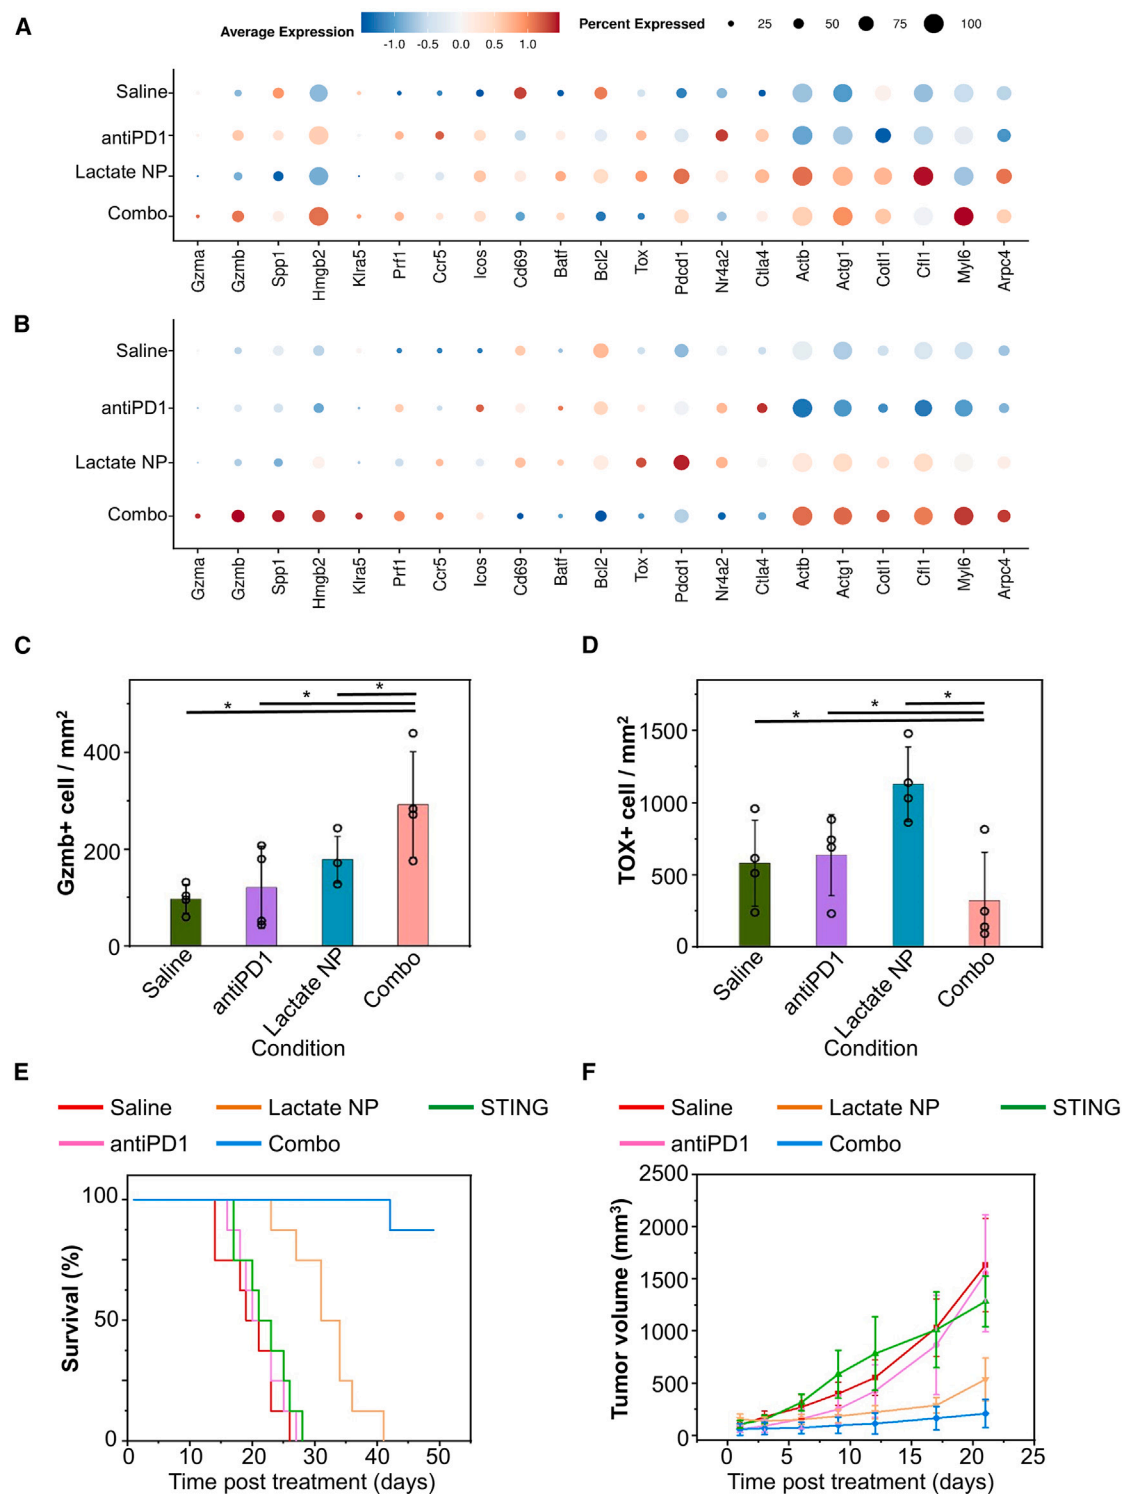 A
Average Expression
-1.0 -0.5 0.0 0.5 1.0
Percent Expressed
25 50 75 100
Saline
antiPD1
Lactate NP
Combo
Gzma Gzmb Spp1 Hmgb2 Klra5 Prf1 Ccr5 Icos Cd69 Batf Bcl2 Tox Pdcd1 Nr4a2 Ctla4 Actb Actg1 Cotl1 Cfl1 Myl6 Arpc4
B
Saline
antiPD1
Lactate NP
Combo
Gzma Gzmb Spp1 Hmgb2 Klra5 Prf1 Ccr5 Icos Cd69 Batf Bcl2 Tox Pdcd1 Nr4a2 Ctla4 Actb Actg1 Cotl1 Cfl1 Myl6 Arpc4
C
Gzmb+ cell / mm²
400
200
0
* * *
Saline antiPD1 Lactate NP Combo
Condition
D
TOX+ cell / mm²
1500
1000
500
0
* * *
Saline antiPD1 Lactate NP Combo
Condition
E
Saline Lactate NP STING
antiPD1 Combo
Survival (%)
100
50
0
0 10 20 30 40 50
Time post treatment (days)
F
Saline Lactate NP STING
antiPD1 Combo
Tumor volume (mm³)
2500
2000
1500
1000
500
0
0 5 10 15 20 25
Time post treatment (days)